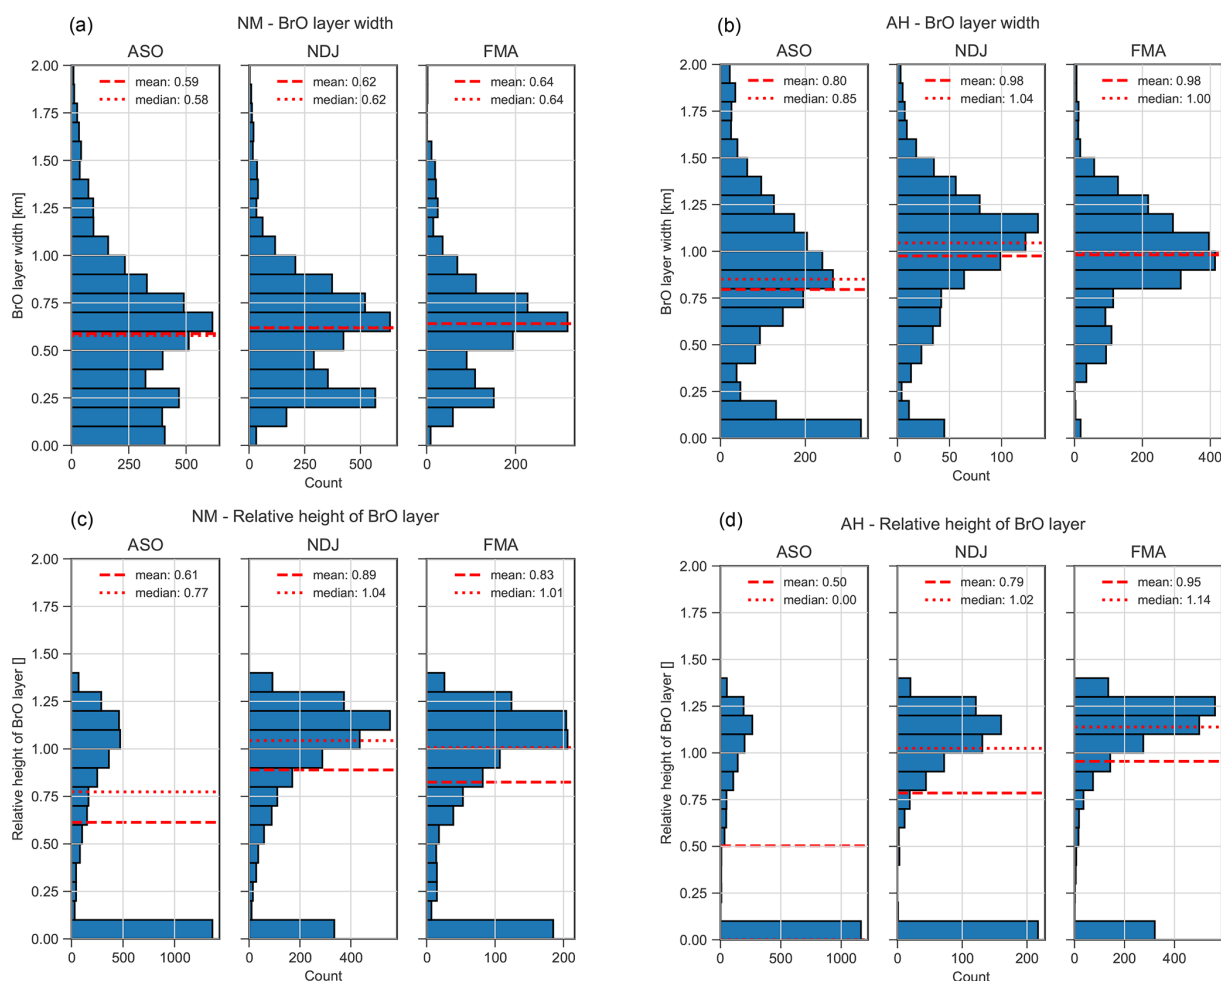 (a)
NM - BrO layer width
ASO
NDJ
FMA
mean: 0.59
median: 0.58
mean: 0.62
median: 0.62
mean: 0.64
median: 0.64
BrO layer width [km]
2.00
1.75
1.50
1.25
1.00
0.75
0.50
0.25
0.00
0 250 500
0 250 500
0 200
Count
(b)
AH - BrO layer width
ASO
NDJ
FMA
mean: 0.80
median: 0.85
mean: 0.98
median: 1.04
mean: 0.98
median: 1.00
BrO layer width [km]
2.00
1.75
1.50
1.25
1.00
0.75
0.50
0.25
0.00
0 200
0 50 100
0 200 400
Count
(c)
NM - Relative height of BrO layer
ASO
NDJ
FMA
mean: 0.61
median: 0.77
mean: 0.89
median: 1.04
mean: 0.83
median: 1.01
Relative height of BrO layer []
2.00
1.75
1.50
1.25
1.00
0.75
0.50
0.25
0.00
0 500 1000
0 200 400
0 100 200
Count
(d)
AH - Relative height of BrO layer
ASO
NDJ
FMA
mean: 0.50
median: 0.00
mean: 0.79
median: 1.02
mean: 0.95
median: 1.14
Relative height of BrO layer []
2.00
1.75
1.50
1.25
1.00
0.75
0.50
0.25
0.00
0 500 1000
0 100 200
0 200 400
Count